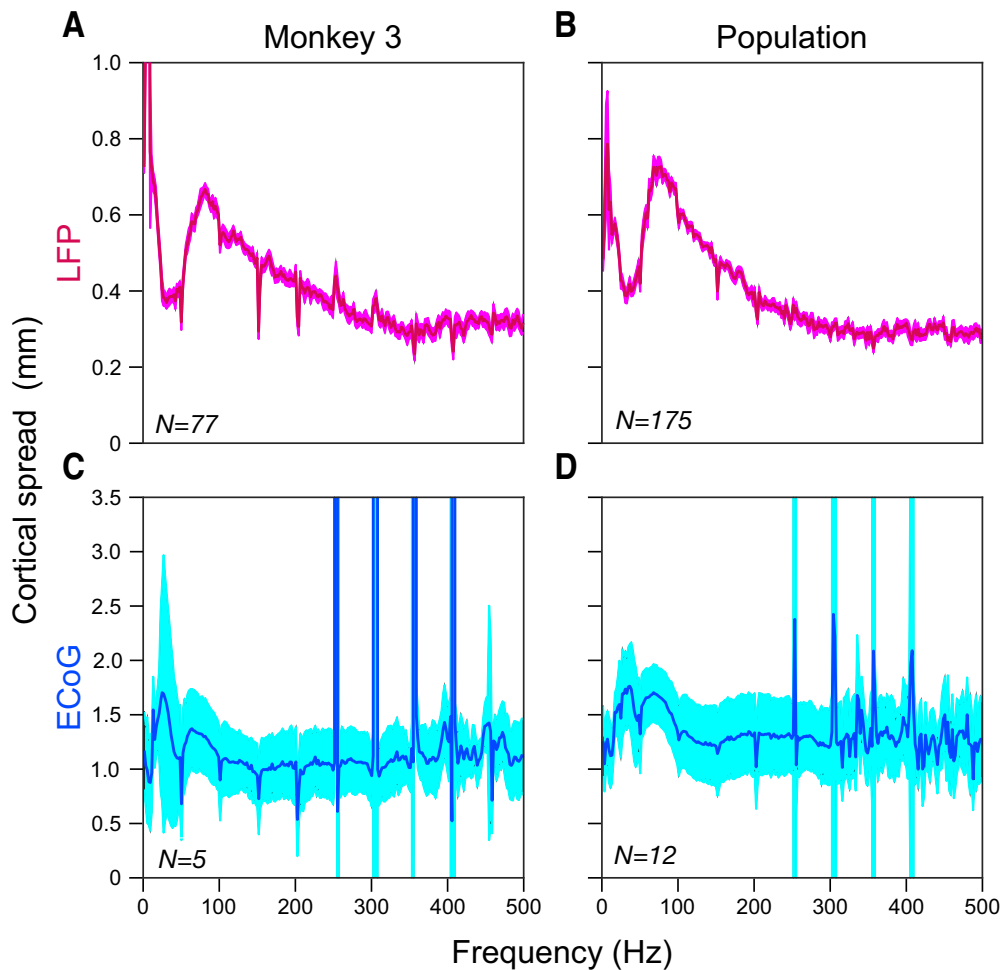 A
Monkey 3
B
Population
Cortical spread (mm)
LFP
1.0
0.8
0.6
0.4
0.2
0
N=77
N=175
C
D
ECoG
3.5
3.0
2.5
2.0
1.5
1.0
0.5
0
N=5
N=12
0 100 200 300 400 500
0 100 200 300 400 500
Frequency (Hz)